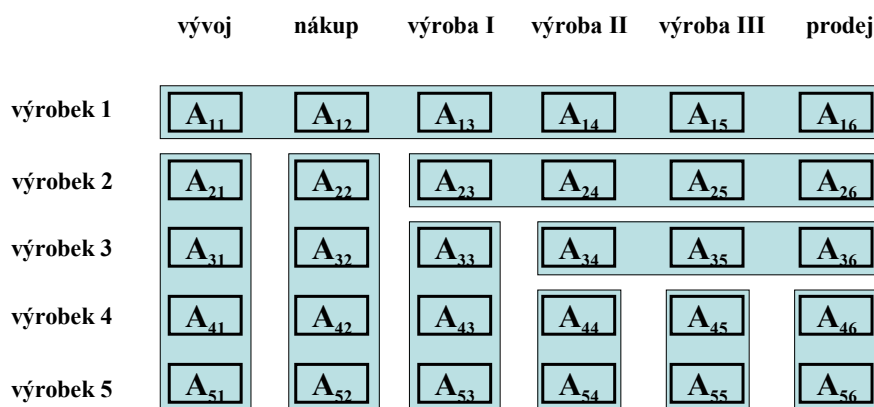 vývoj nákup výroba I výroba II výroba III prodej
výrobek 1 A11 A12 A13 A14 A15 A16
výrobek 2 A21 A22 A23 A24 A25 A26
výrobek 3 A31 A32 A33 A34 A35 A36
výrobek 4 A41 A42 A43 A44 A45 A46
výrobek 5 A51 A52 A53 A54 A55 A56